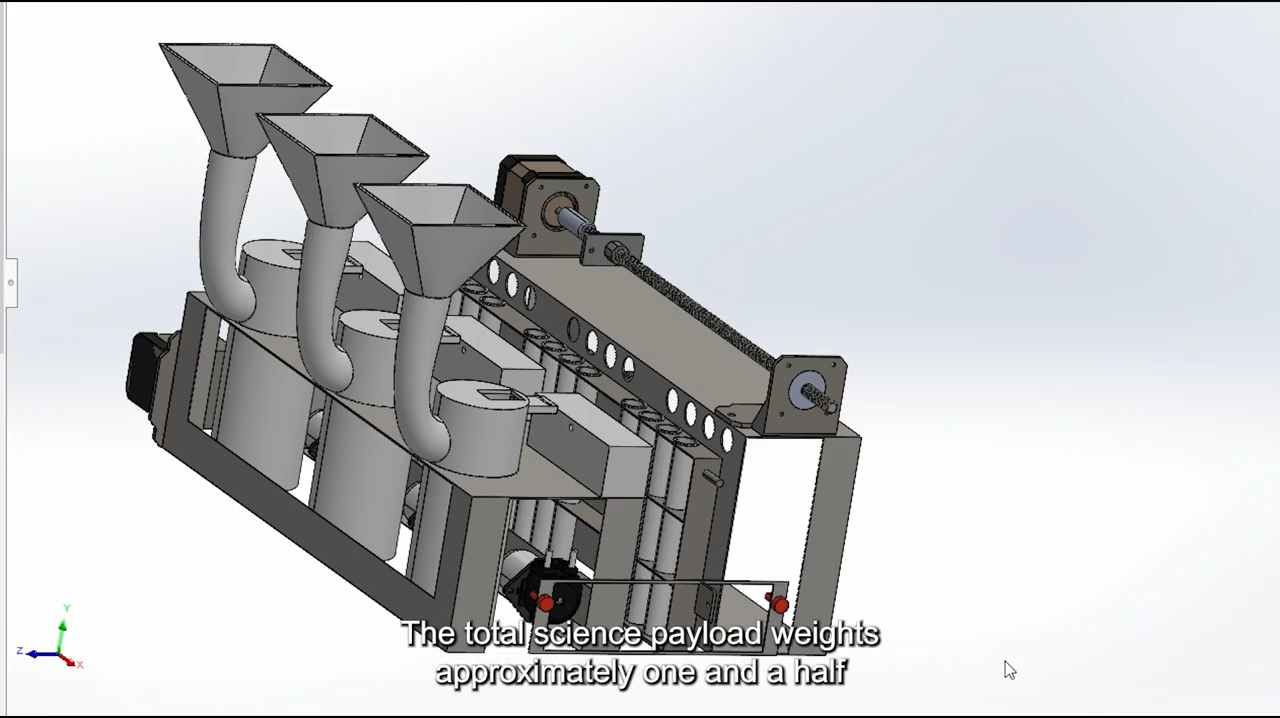 Y
Z
X
The total science payload weights
approximately one and a half